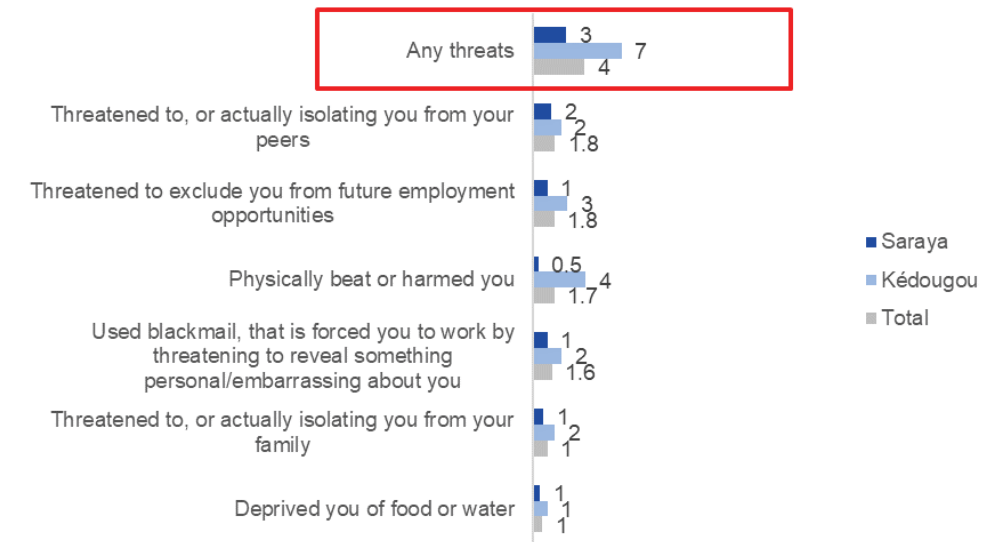 Any threats
3
7
4
Threatened to, or actually isolating you from your
peers
2
2
1.8
Threatened to exclude you from future employment
opportunities
1
3
1.8
Physically beat or harmed you
0.5
4
1.7
Used blackmail, that is forced you to work by
threatening to reveal something
personal/embarrassing about you
1
2
1.6
Threatened to, or actually isolating you from your
family
1
2
1
Deprived you of food or water
1
1
1
Saraya
Kédougou
Total